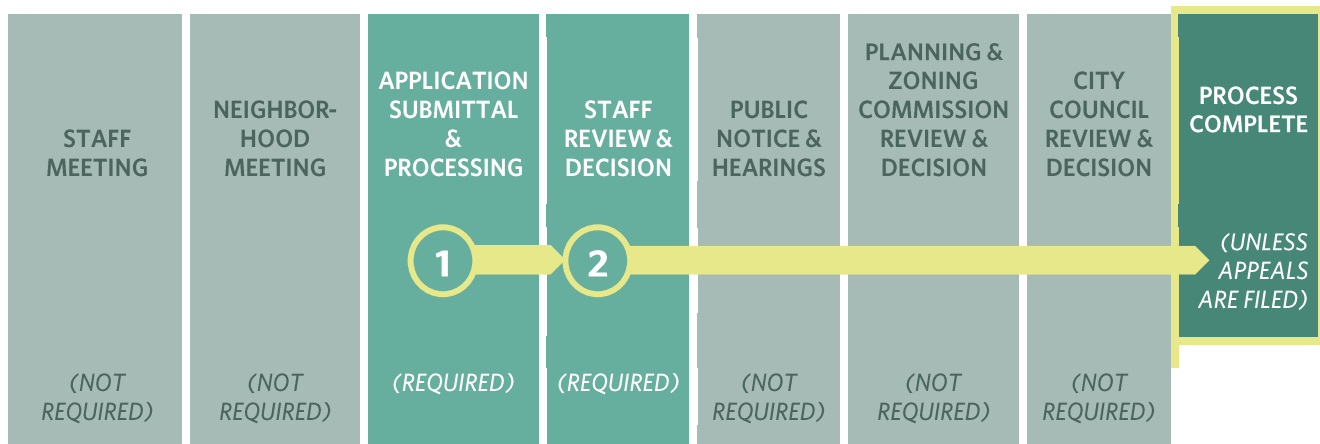 STAFF
MEETING
(NOT
REQUIRED)
NEIGHBOR-
HOOD
MEETING
(NOT
REQUIRED)
APPLICATION
SUBMITTAL
&
PROCESSING
1
(REQUIRED)
STAFF
REVIEW &
DECISION
2
(REQUIRED)
PUBLIC
NOTICE &
HEARINGS
(NOT
REQUIRED)
PLANNING &
ZONING
COMMISSION
REVIEW &
DECISION
(NOT
REQUIRED)
CITY
COUNCIL
REVIEW &
DECISION
(NOT
REQUIRED)
PROCESS
COMPLETE
(UNLESS
APPEALS
ARE FILED)